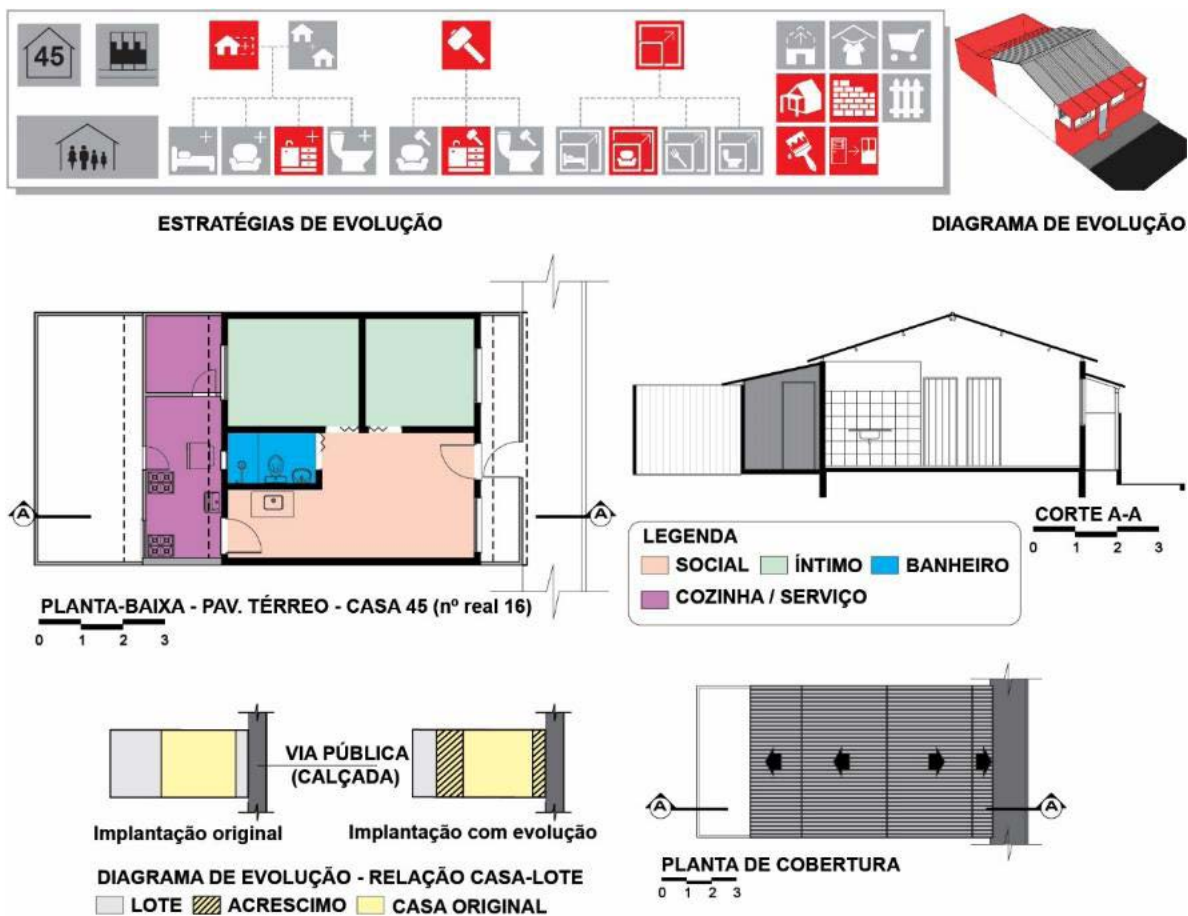 45
ESTRATÉGIAS DE EVOLUÇÃO
DIAGRAMA DE EVOLUÇÃO
A
A
PLANTA-BAIXA - PAV. TÉRREO - CASA 45 (nº real 16)
0 1 2 3
CORTE A-A
0 1 2 3
LEGENDA
SOCIAL ÍNTIMO BANHEIRO
COZINHA / SERVIÇO
VIA PÚBLICA
(CALÇADA)
Implantação original
Implantação com evolução
DIAGRAMA DE EVOLUÇÃO - RELAÇÃO CASA-LOTE
LOTE ACRESCIMO CASA ORIGINAL
A
A
PLANTA DE COBERTURA
0 1 2 3